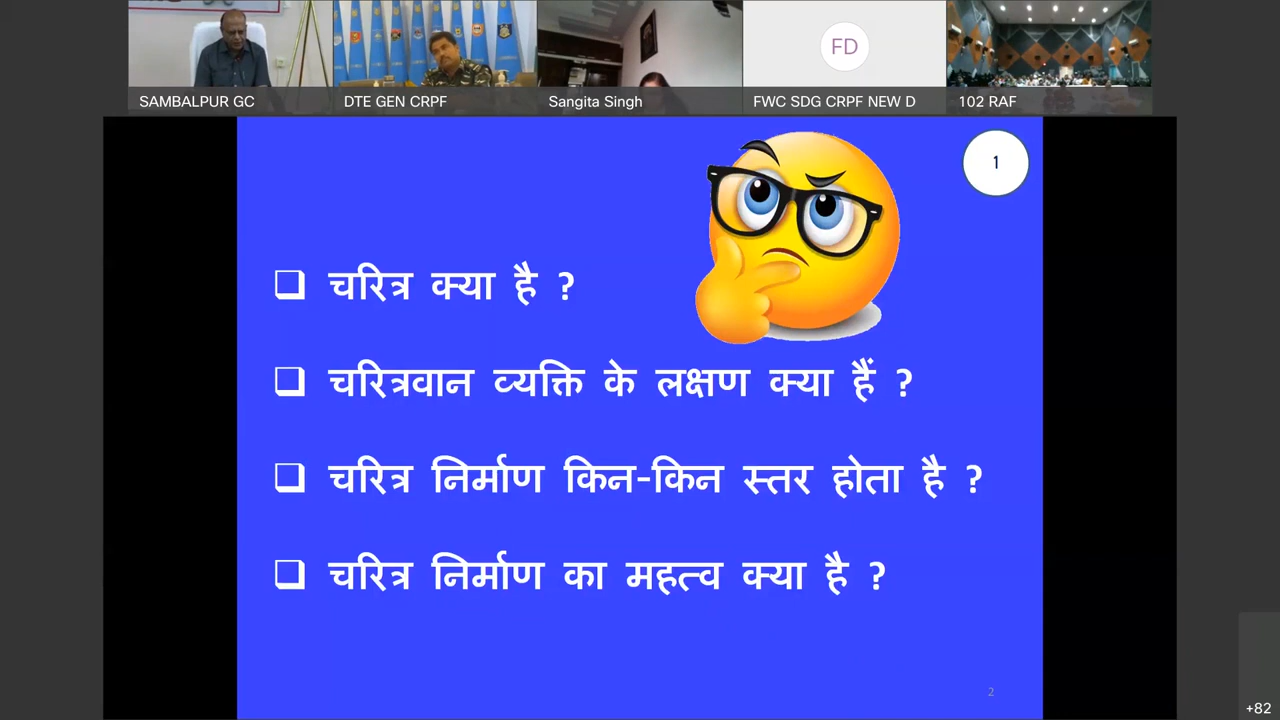 SAMBALPUR GC
DTE GEN CRPF
Sangita Singh
FD
FWC SDG CRPF NEW D
102 RAF
1
❑ चरित्र क्या है ?
❑ चरित्रवान व्यक्ति के लक्षण क्या हैं ?
❑ चरित्र निर्माण किन-किन स्तर होता है ?
❑ चरित्र निर्माण का महत्व क्या है ?
2
+82